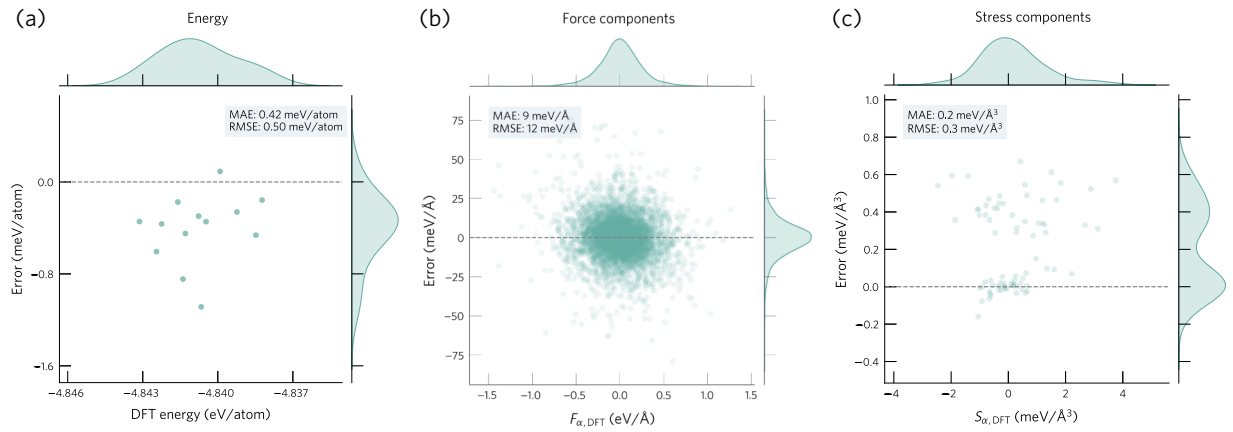 (a)
Energy
MAE: 0.42 meV/atom
RMSE: 0.50 meV/atom
Error (meV/atom)
0.0
−0.8
−1.6
−4.846
−4.843
−4.840
−4.837
DFT energy (eV/atom)
(b)
Force components
MAE: 9 meV/Å
RMSE: 12 meV/Å
Error (meV/Å)
75
50
25
0
−25
−50
−75
−1.5
−1.0
−0.5
0.0
0.5
1.0
1.5
Fα,DFT (eV/Å)
(c)
Stress components
MAE: 0.2 meV/Å³
RMSE: 0.3 meV/Å³
Error (meV/Å³)
1.0
0.8
0.6
0.4
0.2
0.0
−0.2
−0.4
−4
−2
0
2
4
Sα,DFT (meV/Å³)